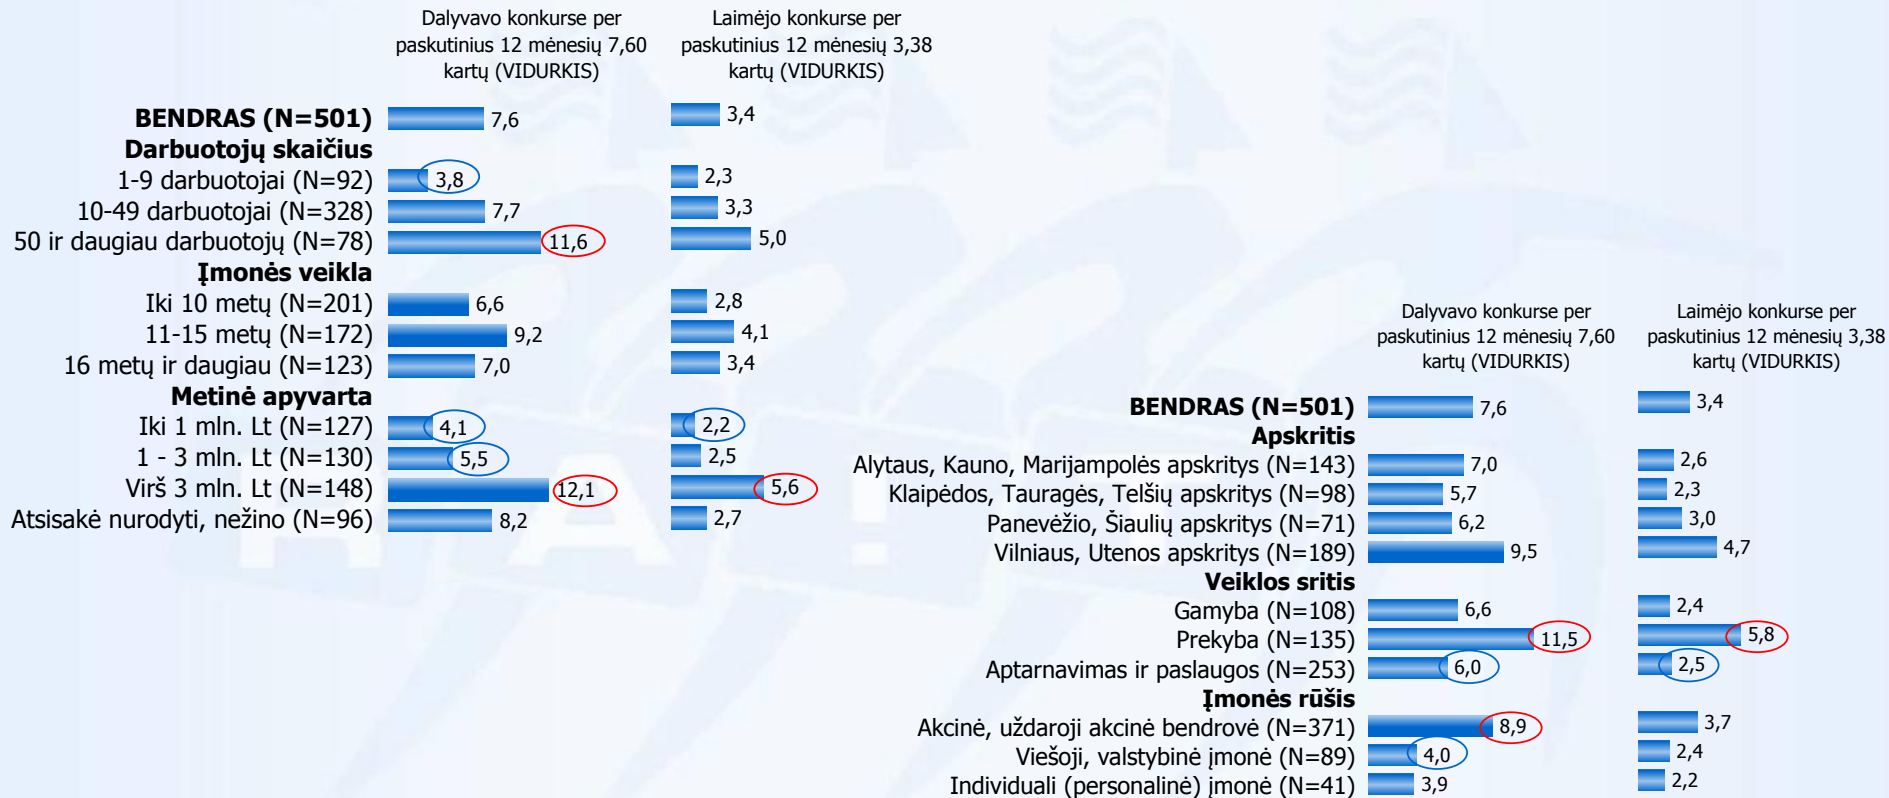 Dalyvavo konkurse per
paskutinius 12 mėnesių 7,60
kartų (VIDURKIS)
Laimėjo konkurse per
paskutinius 12 mėnesių 3,38
kartų (VIDURKIS)
BENDRAS (N=501) 7,6 3,4
Darbuotojų skaičius
1-9 darbuotojai (N=92) 3,8 2,3
10-49 darbuotojai (N=328) 7,7 3,3
50 ir daugiau darbuotojų (N=78) 11,6 5,0
Įmonės veikla
Iki 10 metų (N=201) 6,6 2,8
11-15 metų (N=172) 9,2 4,1
16 metų ir daugiau (N=123) 7,0 3,4
Metinė apyvarta
Iki 1 mln. Lt (N=127) 4,1 2,2
1 - 3 mln. Lt (N=130) 5,5 2,5
Virš 3 mln. Lt (N=148) 12,1 5,6
Atsisakė nurodyti, nežino (N=96) 8,2 2,7
Dalyvavo konkurse per
paskutinius 12 mėnesių 7,60
kartų (VIDURKIS)
Laimėjo konkurse per
paskutinius 12 mėnesių 3,38
kartų (VIDURKIS)
BENDRAS (N=501) 7,6 3,4
Apskritis
Alytaus, Kauno, Marijampolės apskritys (N=143) 7,0 2,6
Klaipėdos, Tauragės, Telšių apskritys (N=98) 5,7 2,3
Panevėžio, Šiaulių apskritys (N=71) 6,2 3,0
Vilniaus, Utenos apskritys (N=189) 9,5 4,7
Veiklos sritis
Gamyba (N=108) 6,6 2,4
Prekyba (N=135) 11,5 5,8
Aptarnavimas ir paslaugos (N=253) 6,0 2,5
Įmonės rūšis
Akcinė, uždaroji akcinė bendrovė (N=371) 8,9 3,7
Viešoji, valstybinė įmonė (N=89) 4,0 2,4
Individuali (personalinė) įmonė (N=41) 3,9 2,2